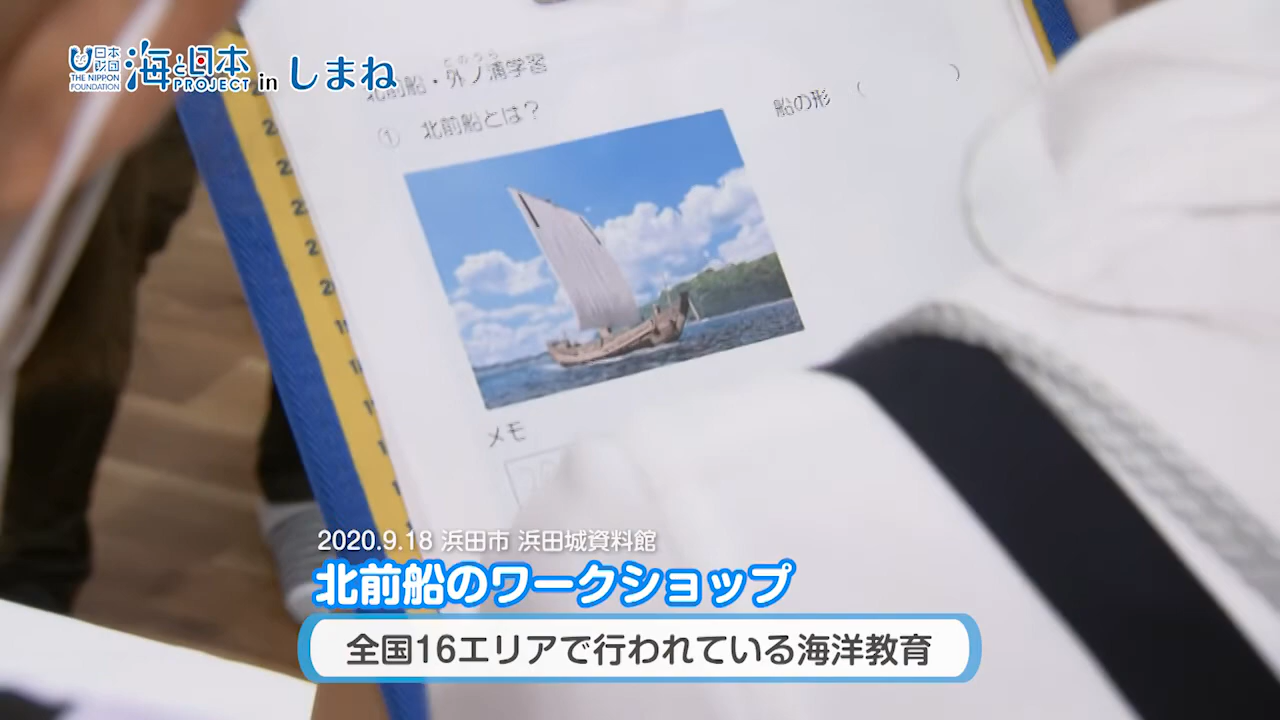 日本財団
THE NIPPON FOUNDATION
海と日本
PROJECT
in しまね
北前船・外ノ浦学習
とのうら
① 北前船とは?
船の形 (　　　)
メモ
2020.9.18 浜田市 浜田城資料館
北前船のワークショップ
全国16エリアで行われている海洋教育